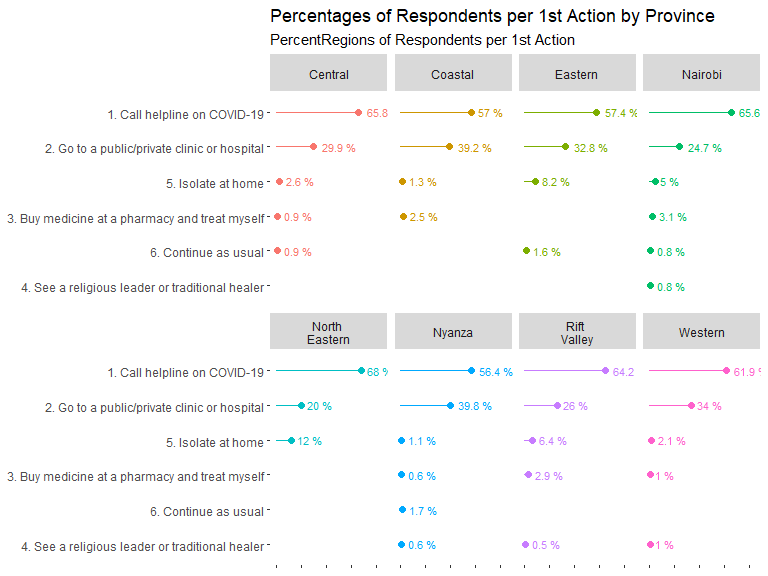 Percentages of Respondents per 1st Action by Province
PercentRegions of Respondents per 1st Action
Central Coastal Eastern Nairobi
1. Call helpline on COVID-19 65.8 57 % 57.4 % 65.6
2. Go to a public/private clinic or hospital 29.9 % 39.2 % 32.8 % 24.7 %
5. Isolate at home 2.6 % 1.3 % 8.2 % 5 %
3. Buy medicine at a pharmacy and treat myself 0.9 % 2.5 % 3.1 %
6. Continue as usual 0.9 % 1.6 % 0.8 %
4. See a religious leader or traditional healer 0.8 %
North
Eastern Nyanza Rift
Valley Western
1. Call helpline on COVID-19 68 % 56.4 % 64.2 61.9 %
2. Go to a public/private clinic or hospital 20 % 39.8 % 26 % 34 %
5. Isolate at home 12 % 1.1 % 6.4 % 2.1 %
3. Buy medicine at a pharmacy and treat myself 0.6 % 2.9 % 1 %
6. Continue as usual 1.7 %
4. See a religious leader or traditional healer 0.6 % 0.5 % 1 %